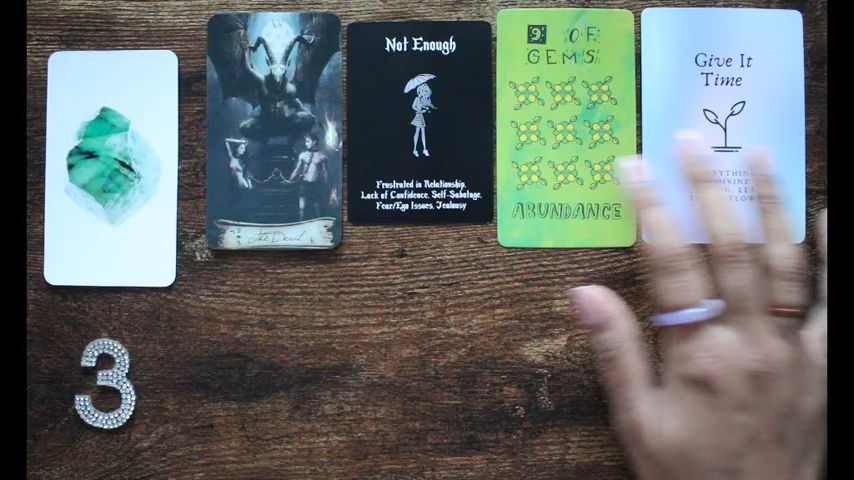 XV
The Devil
Not Enough
Frustrated in Relationship,
Lack of Confidence, Self-Sabotage,
Fear/Ego Issues, Jealousy
9 OF
GEMS
ABUNDANCE
Give It
Time
3